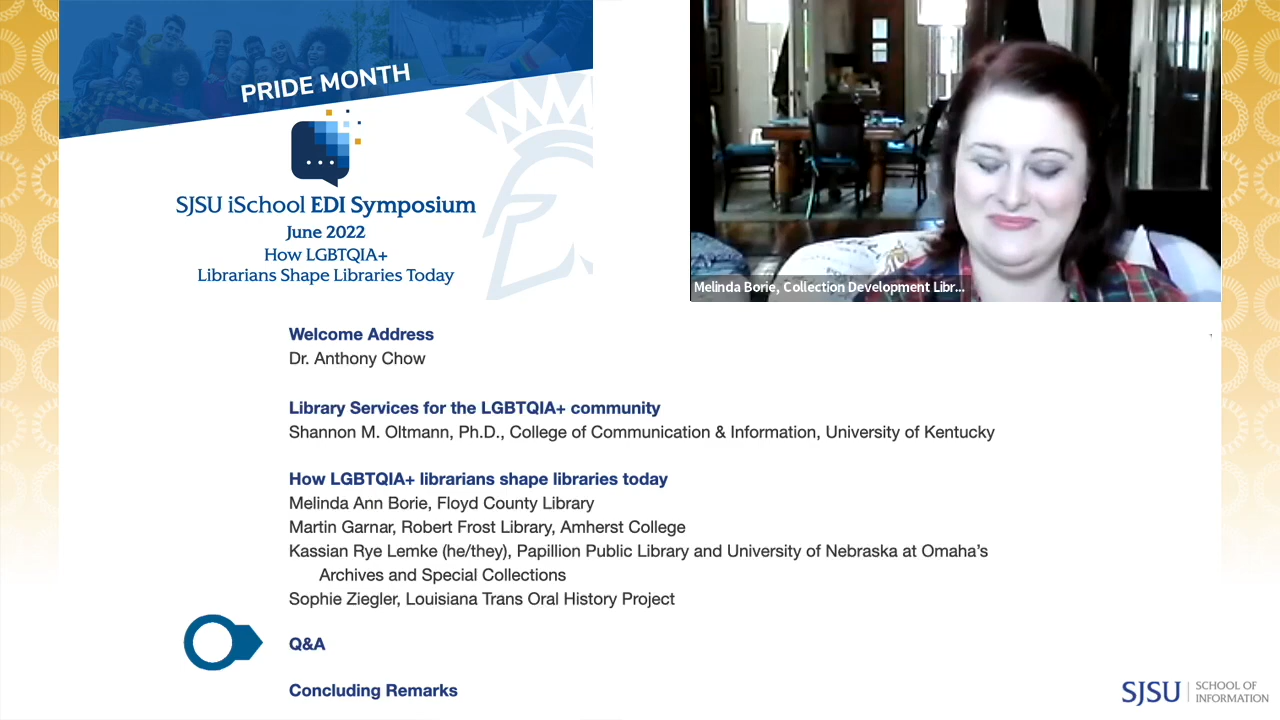 PRIDE MONTH
SJSU iSchool EDI Symposium
June 2022
How LGBTQIA+
Librarians Shape Libraries Today
Melinda Borie, Collection Development Libr...
Welcome Address
Dr. Anthony Chow
Library Services for the LGBTQIA+ community
Shannon M. Oltmann, Ph.D., College of Communication & Information, University of Kentucky
How LGBTQIA+ librarians shape libraries today
Melinda Ann Borie, Floyd County Library
Martin Garnar, Robert Frost Library, Amherst College
Kassian Rye Lemke (he/they), Papillion Public Library and University of Nebraska at Omaha’s
Archives and Special Collections
Sophie Ziegler, Louisiana Trans Oral History Project
Q&A
Concluding Remarks
SJSU
SCHOOL OF
INFORMATION